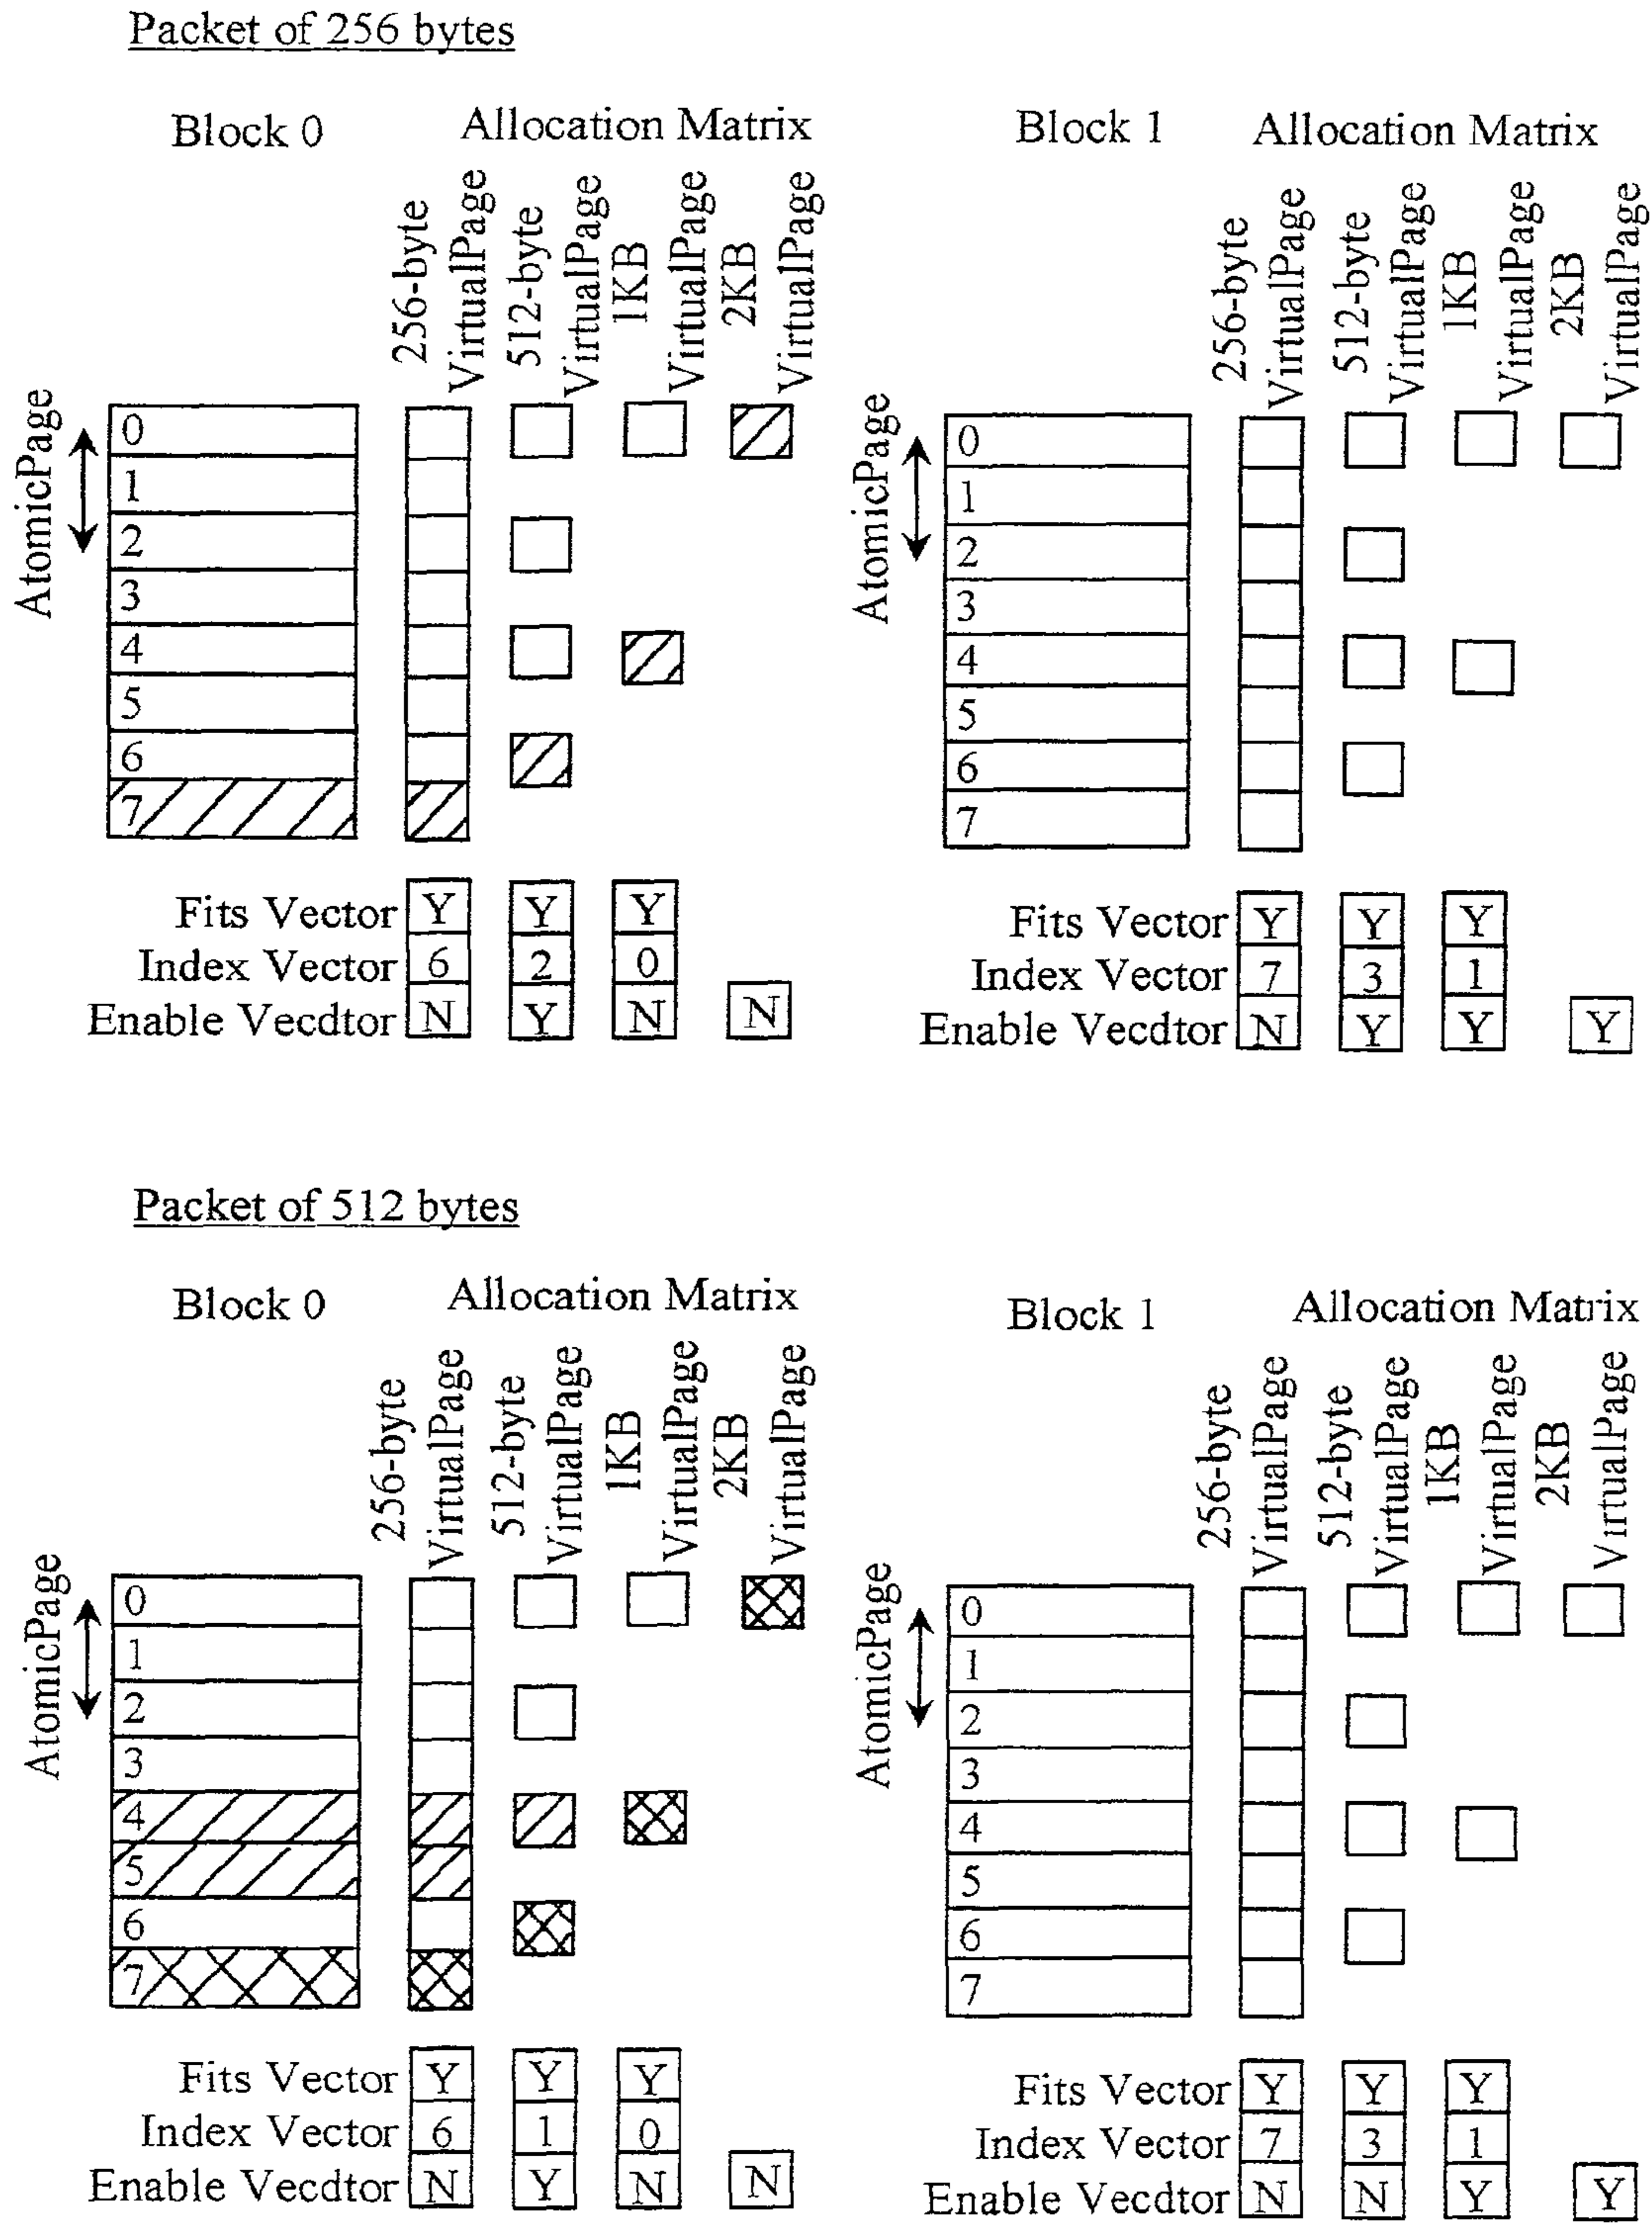 Packet of 256 bytes
Block 0
Allocation Matrix
256-byte
VirtualPage
512-byte
VirtualPage
1KB
VirtualPage
2KB
VirtualPage
AtomicPage
0
1
2
3
4
5
6
7
Fits Vector Y Y Y
Index Vector 6 2 0
Enable Vecdtor N Y N N
Block 1
Allocation Matrix
256-byte
VirtualPage
512-byte
VirtualPage
1KB
VirtualPage
2KB
VirtualPage
AtomicPage
0
1
2
3
4
5
6
7
Fits Vector Y Y Y
Index Vector 7 3 1
Enable Vecdtor N Y Y Y
Packet of 512 bytes
Block 0
Allocation Matrix
256-byte
VirtualPage
512-byte
VirtualPage
1KB
VirtualPage
2KB
VirtualPage
AtomicPage
0
1
2
3
4
5
6
7
Fits Vector Y Y Y
Index Vector 6 1 0
Enable Vecdtor N Y N N
Block 1
Allocation Matrix
256-byte
VirtualPage
512-byte
VirtualPage
1KB
VirtualPage
2KB
VirtualPage
AtomicPage
0
1
2
3
4
5
6
7
Fits Vector Y Y Y
Index Vector 7 3 1
Enable Vecdtor N N Y Y